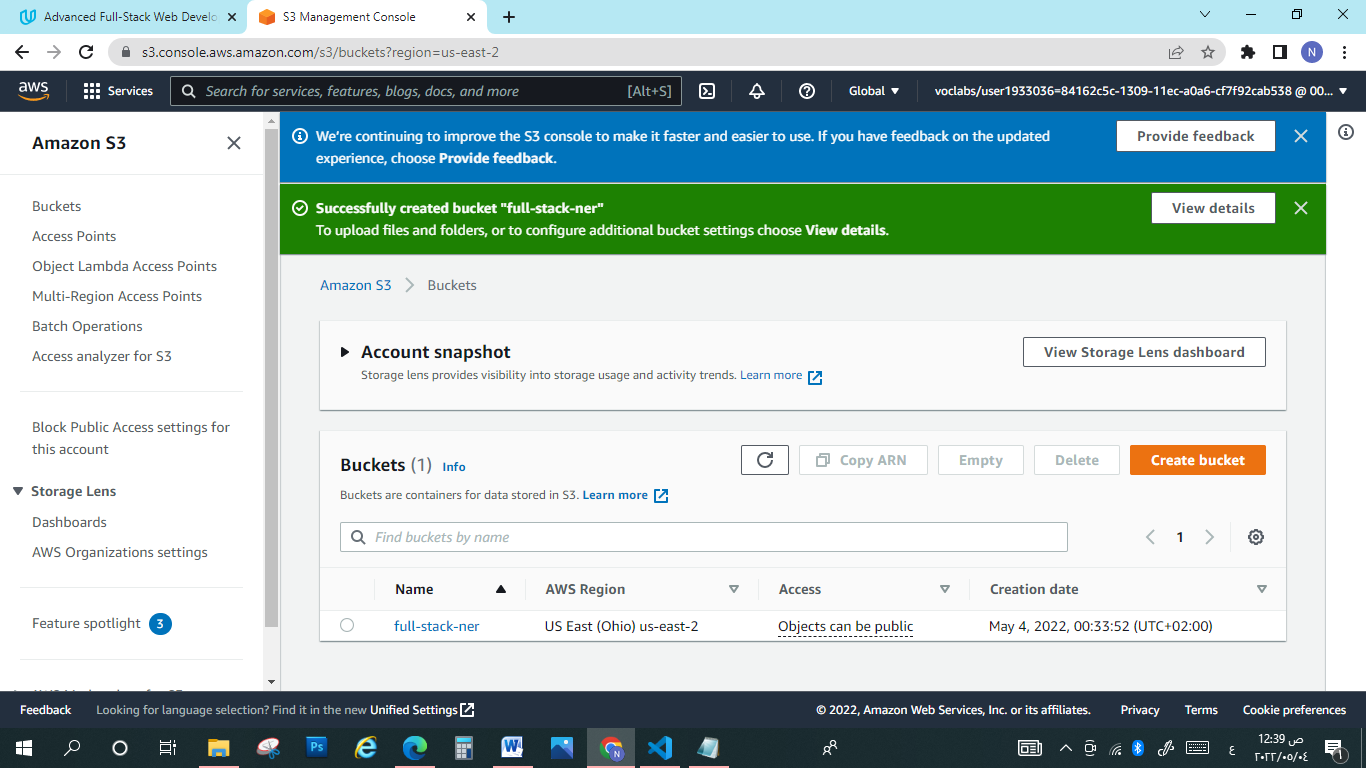 Advanced Full-Stack Web Develo
S3 Management Console
s3.console.aws.amazon.com/s3/buckets?region=us-east-2
N
aws
Services
Search for services, features, blogs, docs, and more
[Alt+S]
Global
voclabs/user1933036=84162c5c-1309-11ec-a0a6-cf7f92cab538 @ 00...
Amazon S3
Buckets
Access Points
Object Lambda Access Points
Multi-Region Access Points
Batch Operations
Access analyzer for S3
Block Public Access settings for
this account
Storage Lens
Dashboards
AWS Organizations settings
Feature spotlight 3
We're continuing to improve the S3 console to make it faster and easier to use. If you have feedback on the updated
experience, choose Provide feedback.
Provide feedback
Successfully created bucket "full-stack-ner"
To upload files and folders, or to configure additional bucket settings choose View details.
View details
Amazon S3
Buckets
Account snapshot
Storage lens provides visibility into storage usage and activity trends. Learn more
View Storage Lens dashboard
Buckets (1) Info
Buckets are containers for data stored in S3. Learn more
Copy ARN
Empty
Delete
Create bucket
Find buckets by name
1
Name
AWS Region
Access
Creation date
full-stack-ner
US East (Ohio) us-east-2
Objects can be public
May 4, 2022, 00:33:52 (UTC+02:00)
Feedback
Looking for language selection? Find it in the new Unified Settings
© 2022, Amazon Web Services, Inc. or its affiliates.
Privacy
Terms
Cookie preferences
Ps
W
N
ع
12:39 ص
٢٠٢٢/٠٥/٠٤
1